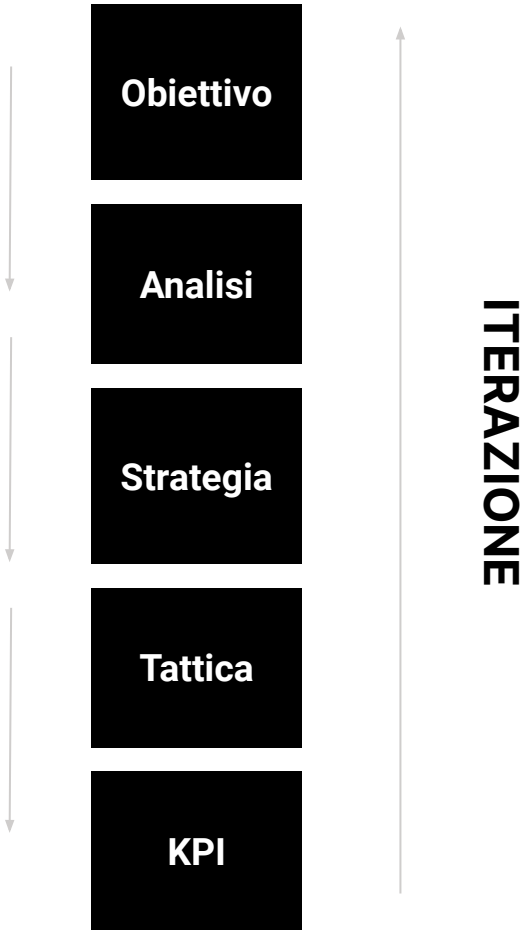 Obiettivo
Analisi
Strategia
Tattica
KPI
ITERAZIONE